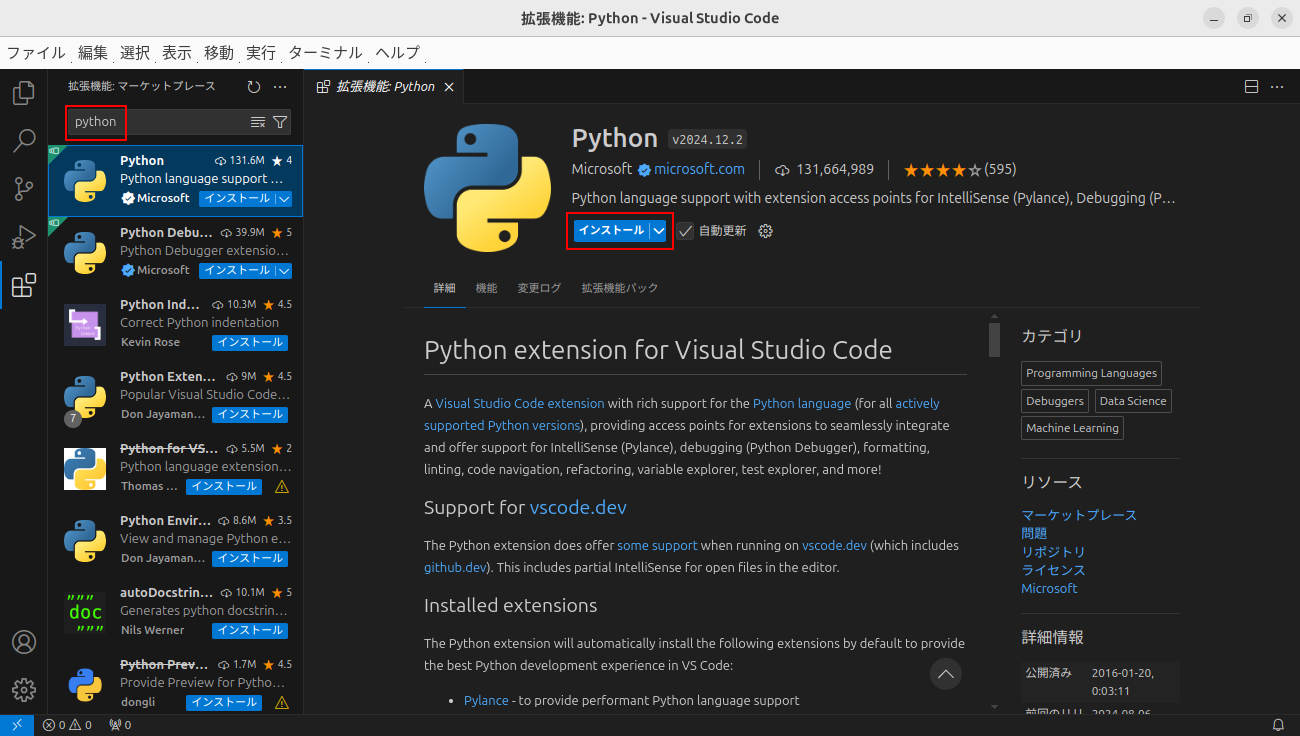 拡張機能: Python - Visual Studio Code
ファイル 編集 選択 表示 移動 実行 ターミナル ヘルプ
拡張機能: マーケットプレース
python
Python 131.6M ★ 4
Python language support ...
Microsoft インストール
Python Debu... 39.9M ★ 5
Python Debugger extensio...
Microsoft インストール
Python Ind... 10.3M ★ 4.5
Correct Python indentation
Kevin Rose インストール
Python Exten... 9M ★ 4.5
Popular Visual Studio Code...
7
Don Jayaman... インストール
Python for VS... 5.5M ★ 2
Python language extension...
Thomas ... インストール
Python Envir... 8.6M ★ 3.5
View and manage Python e...
Don Jayaman... インストール
"""
doc
"""
autoDocstrin... 10.1M ★ 5
Generates python docstrin...
Nils Werner インストール
Python Prev... 1.7M ★ 4.5
Provide Preview for Pytho...
dongli インストール
拡張機能: Python
Python v2024.12.2
Microsoft microsoft.com 131,664,989 ★★★★☆(595)
Python language support with extension access points for IntelliSense (Pylance), Debugging (P...
インストール 自動更新
詳細 機能 変更ログ 拡張機能パック
Python extension for Visual Studio Code
A Visual Studio Code extension with rich support for the Python language (for all actively
supported Python versions), providing access points for extensions to seamlessly integrate
and offer support for IntelliSense (Pylance), debugging (Python Debugger), formatting,
linting, code navigation, refactoring, variable explorer, test explorer, and more!
Support for vscode.dev
The Python extension does offer some support when running on vscode.dev (which includes
github.dev). This includes partial IntelliSense for open files in the editor.
Installed extensions
The Python extension will automatically install the following extensions by default to provide
the best Python development experience in VS Code:
• Pylance - to provide performant Python language support
カテゴリ
Programming Languages
Debuggers Data Science
Machine Learning
リソース
マーケットプレース
問題
リポジトリ
ライセンス
Microsoft
詳細情報
公開済み 2016-01-20,
0:03:11
前回のリリ 2024-08-06
0 0 0